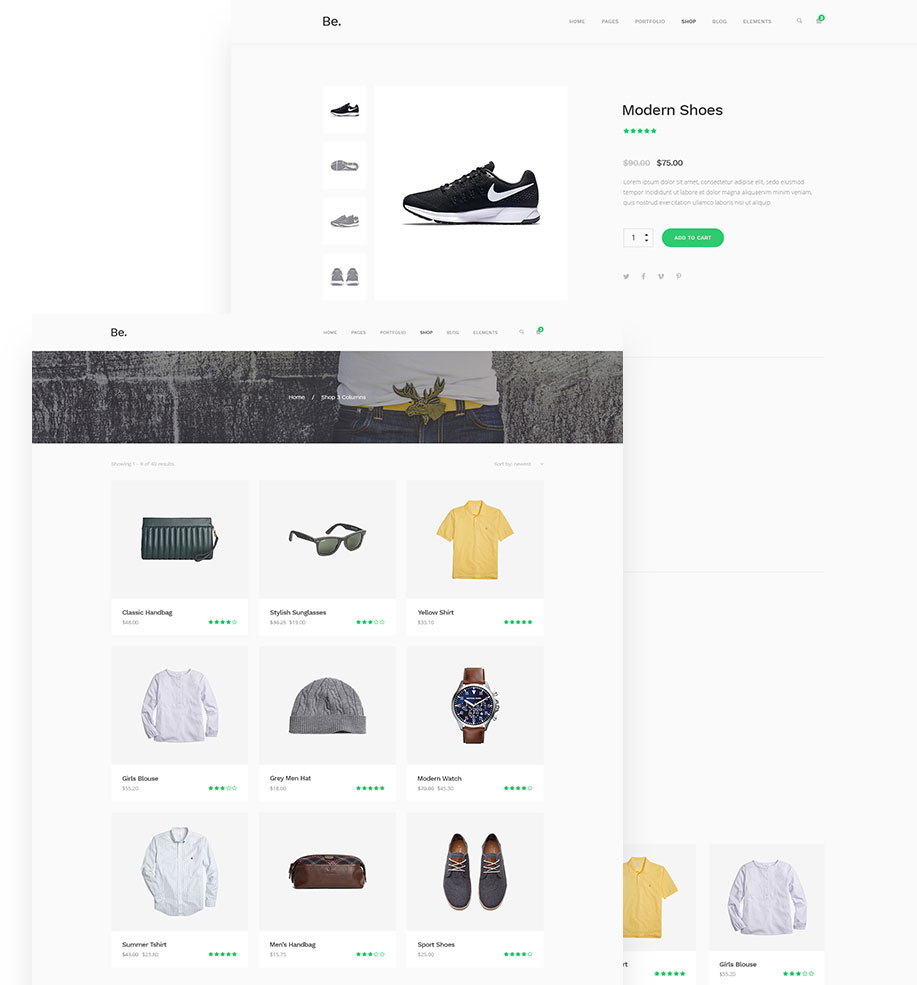 Be.
HOME PAGES PORTFOLIO SHOP BLOG ELEMENTS
Modern Shoes
$90.00 $75.00
Lorem ipsum dolor sit amet, consectetur adipise elit, sedo eiusmod
tempor incididunt ut labore et dolor magna aliquaenim minim veniam,
quis nostrud exercitation ullamco laboris nisi ut aliquip.
1
ADD TO CART
Be.
HOME PAGES PORTFOLIO SHOP BLOG ELEMENTS
Home / Shop 3 Columns
Showing 1 - 9 of 40 results
Sort by: newest
Classic Handbag
$48.00
Stylish Sunglasses
$19.00
Yellow Shirt
$33.10
Girls Blouse
$55.20
Grey Men Hat
$18.00
Modern Watch
$70.00 $45.30
Summer Tshirt
$43.00 $23.80
Men's Handbag
$15.75
Sport Shoes
$25.90
rt
Girls Blouse
$55.20